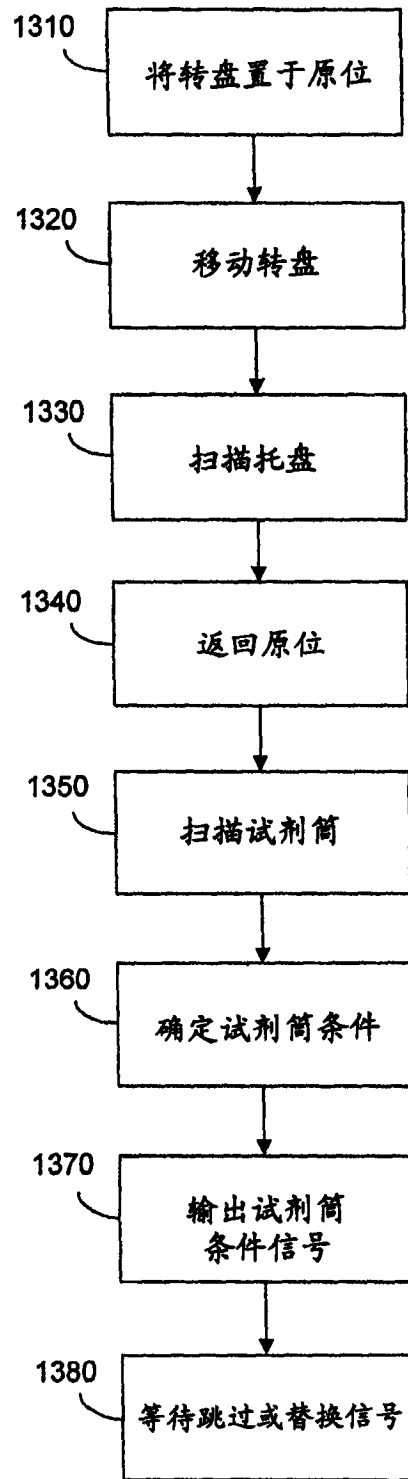 1310
将转盘置于原位
1320
移动转盘
1330
扫描托盘
1340
返回原位
1350
扫描试剂筒
1360
确定试剂筒条件
1370
输出试剂筒
条件信号
1380
等待跳过或替换信号